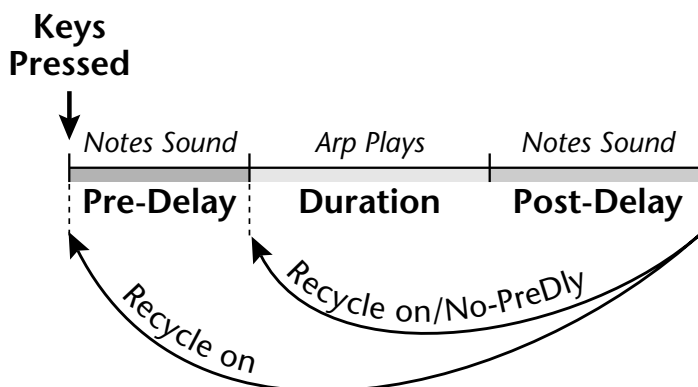 Keys
Pressed
Notes Sound Arp Plays Notes Sound
Pre-Delay Duration Post-Delay
Recycle on/No-PreDly
Recycle on